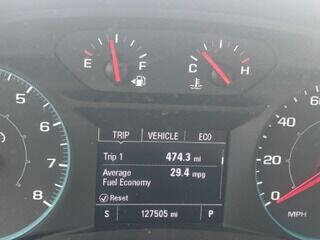 E F C H
TRIP VEHICLE ECO
Trip 1 474.3 mi
Average
Fuel Economy 29.4 mpg
Reset
S 127505 mi P
5
6
7
8
60
40
20
0
MPH